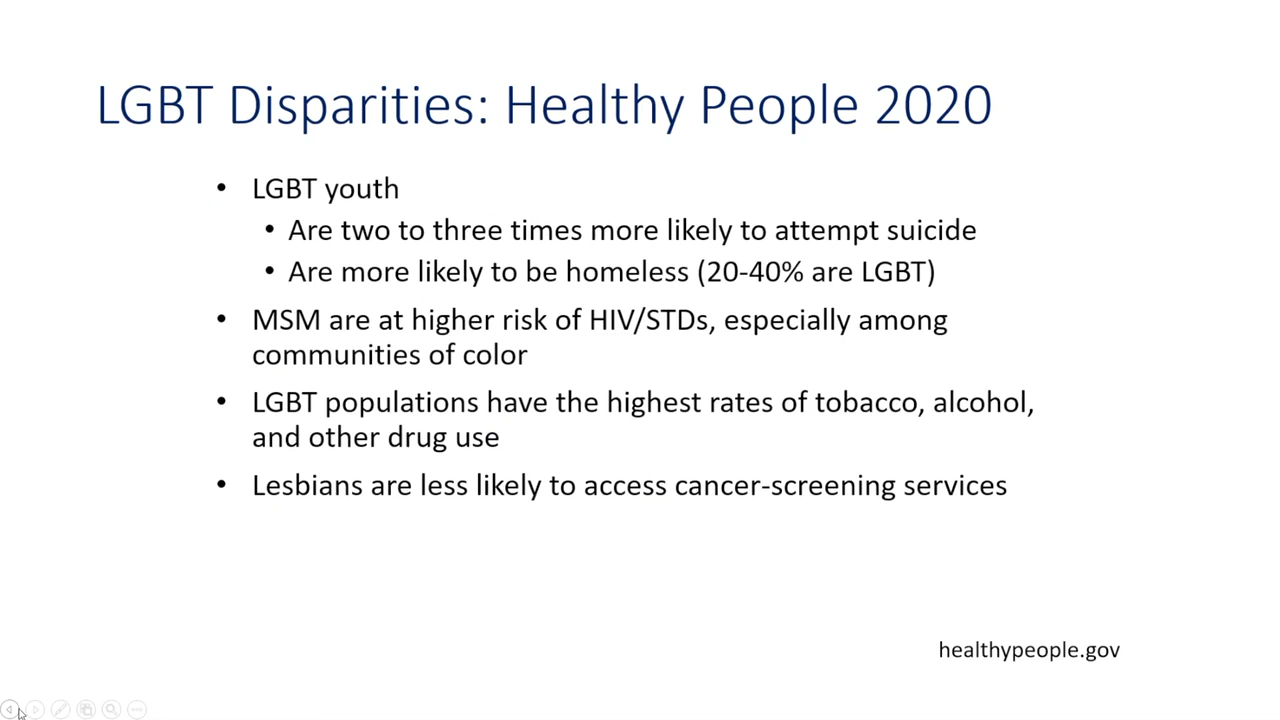 LGBT Disparities: Healthy People 2020
• LGBT youth
• Are two to three times more likely to attempt suicide
• Are more likely to be homeless (20-40% are LGBT)
• MSM are at higher risk of HIV/STDs, especially among
communities of color
• LGBT populations have the highest rates of tobacco, alcohol,
and other drug use
• Lesbians are less likely to access cancer-screening services
healthypeople.gov